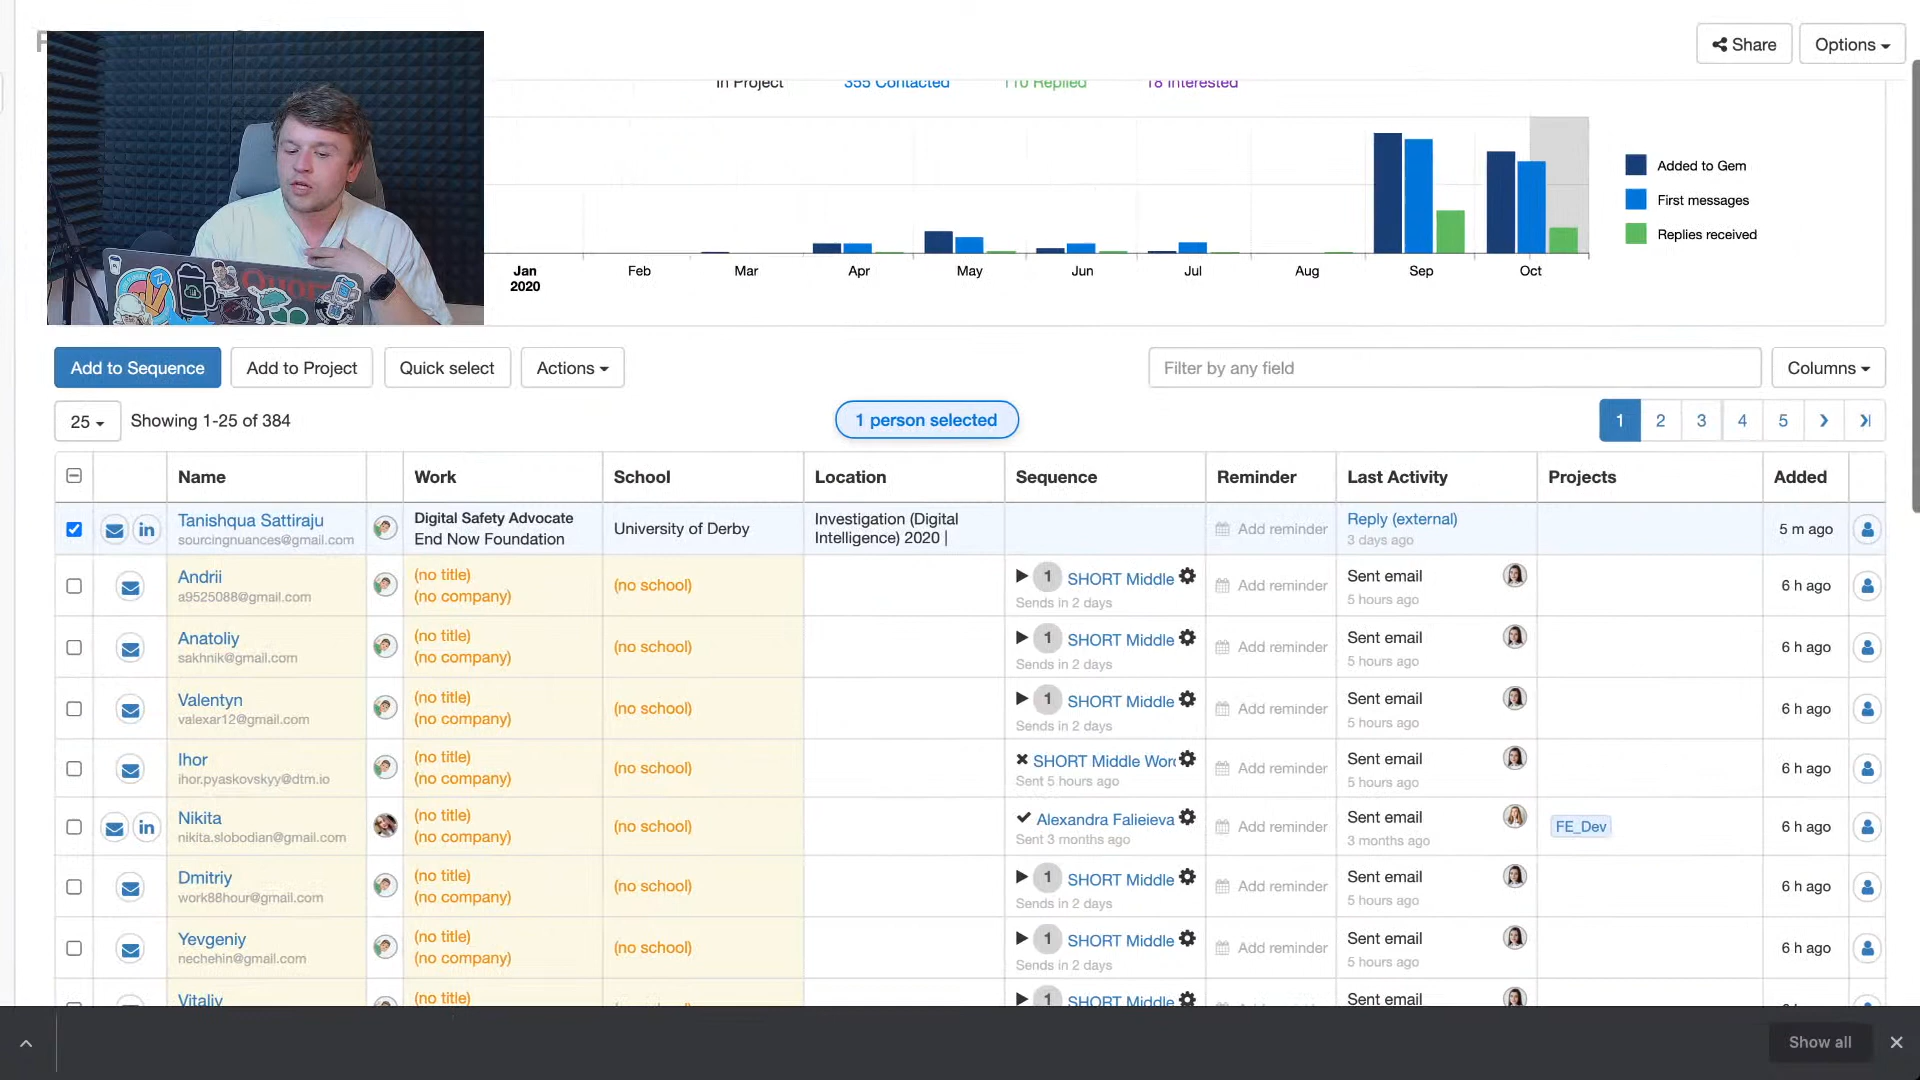 Share
Options
In Project
355 Contacted
110 Replied
18 Interested
Added to Gem
First messages
Replies received
Jan
2020
Feb
Mar
Apr
May
Jun
Jul
Aug
Sep
Oct
Add to Sequence
Add to Project
Quick select
Actions
Filter by any field
Columns
25
Showing 1-25 of 384
1 person selected
1
2
3
4
5
Name
Work
School
Location
Sequence
Reminder
Last Activity
Projects
Added
Tanishqua Sattiraju
sourcingnuances@gmail.com
Digital Safety Advocate
End Now Foundation
University of Derby
Investigation (Digital
Intelligence) 2020 |
Add reminder
Reply (external)
3 days ago
5 m ago
Andrii
a9525088@gmail.com
(no title)
(no company)
(no school)
1 SHORT Middle
Sends in 2 days
Add reminder
Sent email
5 hours ago
6 h ago
Anatoliy
sakhnik@gmail.com
(no title)
(no company)
(no school)
1 SHORT Middle
Sends in 2 days
Add reminder
Sent email
5 hours ago
6 h ago
Valentyn
valexar12@gmail.com
(no title)
(no company)
(no school)
1 SHORT Middle
Sends in 2 days
Add reminder
Sent email
5 hours ago
6 h ago
Ihor
ihor.pyaskovskyy@dtm.io
(no title)
(no company)
(no school)
SHORT Middle Wor
Sent 5 hours ago
Add reminder
Sent email
5 hours ago
6 h ago
Nikita
nikita.slobodian@gmail.com
(no title)
(no company)
(no school)
Alexandra Falieieva
Sent 3 months ago
Add reminder
Sent email
3 months ago
FE_Dev
6 h ago
Dmitriy
work88hour@gmail.com
(no title)
(no company)
(no school)
1 SHORT Middle
Sends in 2 days
Add reminder
Sent email
5 hours ago
6 h ago
Yevgeniy
nechehin@gmail.com
(no title)
(no company)
(no school)
1 SHORT Middle
Sends in 2 days
Add reminder
Sent email
5 hours ago
6 h ago
Vitaliy
(no title)
1 SHORT Middle
Sent email
Show all